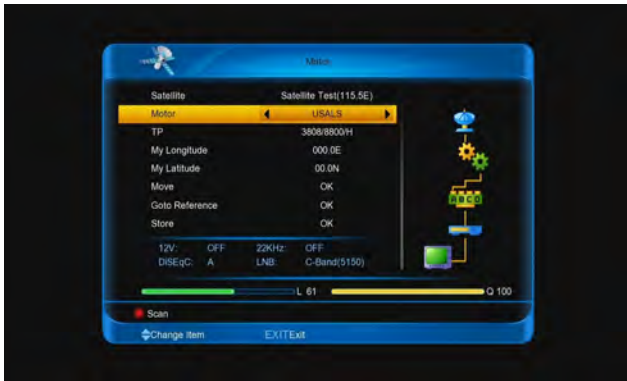 Motor
Satellite Satellite Test(115.5E)
Motor USALS
TP 3808/8800/H
My Longitude 000.0E
My Latitude 00.0N
Move OK
Goto Reference OK
Store OK
ABCD
12V: OFF 22KHz: OFF
DISEqC: A LNB: C-Band(5150)
L 61 Q 100
Scan
Change Item EXITExit